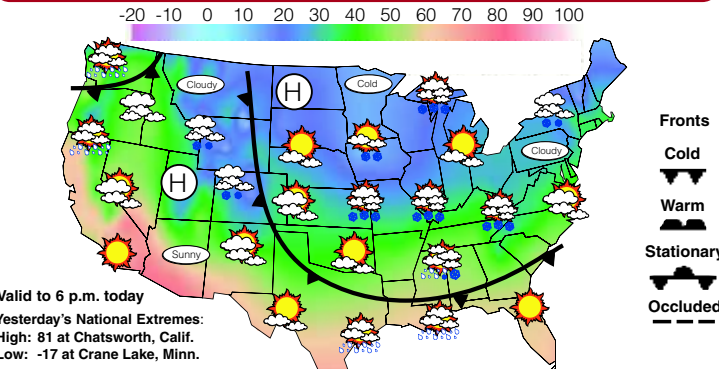 -20 -10 0 10 20 30 40 50 60 70 80 90 100
Cloudy
H
Cold
Cloudy
H
Sunny
Valid to 6 p.m. today
Yesterday's National Extremes:
High: 81 at Chatsworth, Calif.
Low: -17 at Crane Lake, Minn.
Fronts
Cold
Warm
Stationary
Occluded